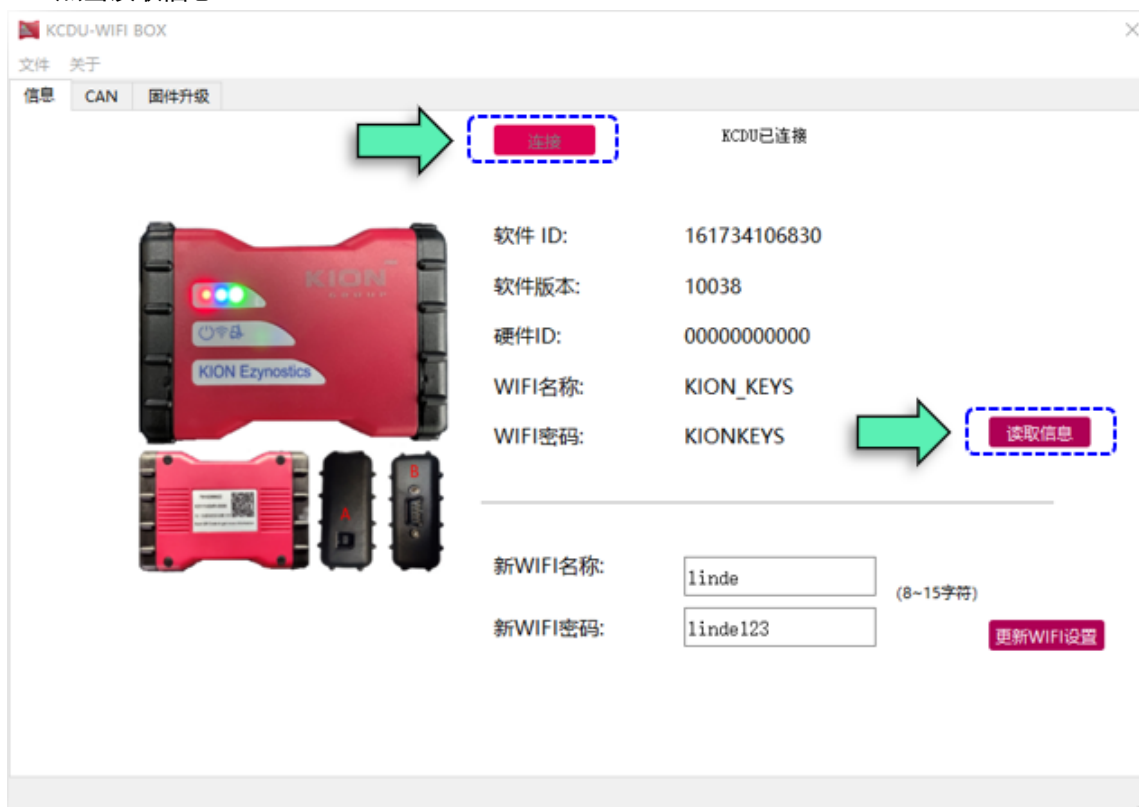 KCDU-WIFI BOX
文件 关于
信息 CAN 固件升级
连接 KCDU已连接
软件 ID: 161734106830
软件版本: 10038
硬件ID: 00000000000
WIFI名称: KION_KEYS
WIFI密码: KIONKEYS 读取信息
KION
GROUP
KION Ezynostics
A
B
新WIFI名称: linde (8~15字符)
新WIFI密码: linde123 更新WIFI设置